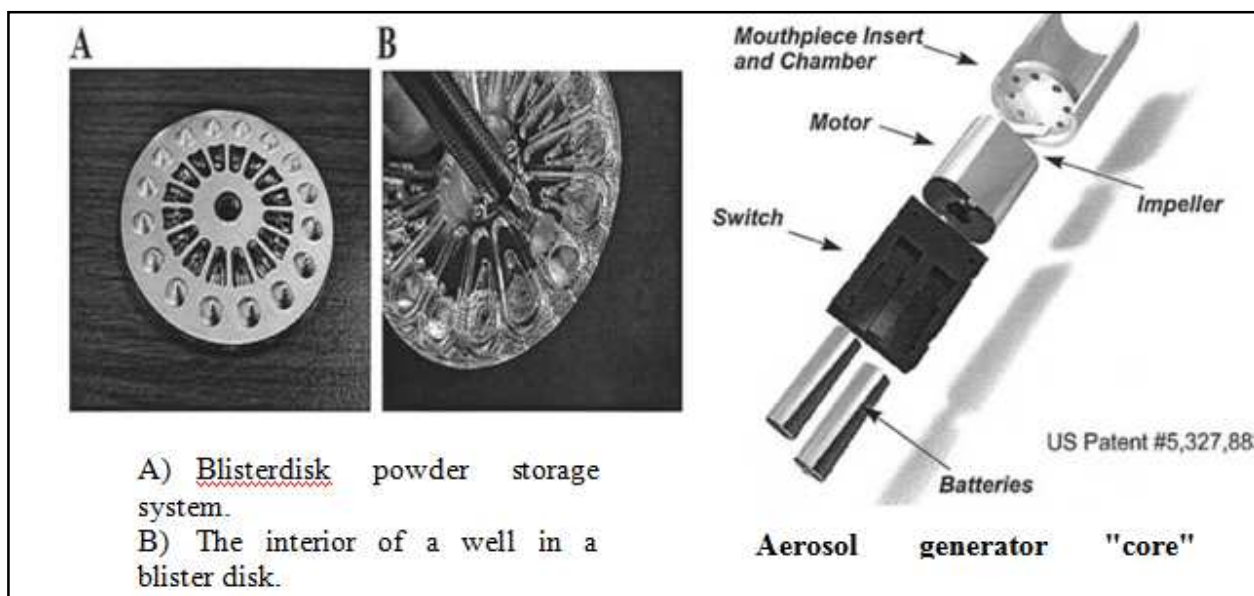 A
B
A) Blisterdisk powder storage
system.
B) The interior of a well in a
blister disk.
Mouthpiece Insert
and Chamber
Motor
Impeller
Switch
Batteries
US Patent #5,327,88
Aerosol generator "core"